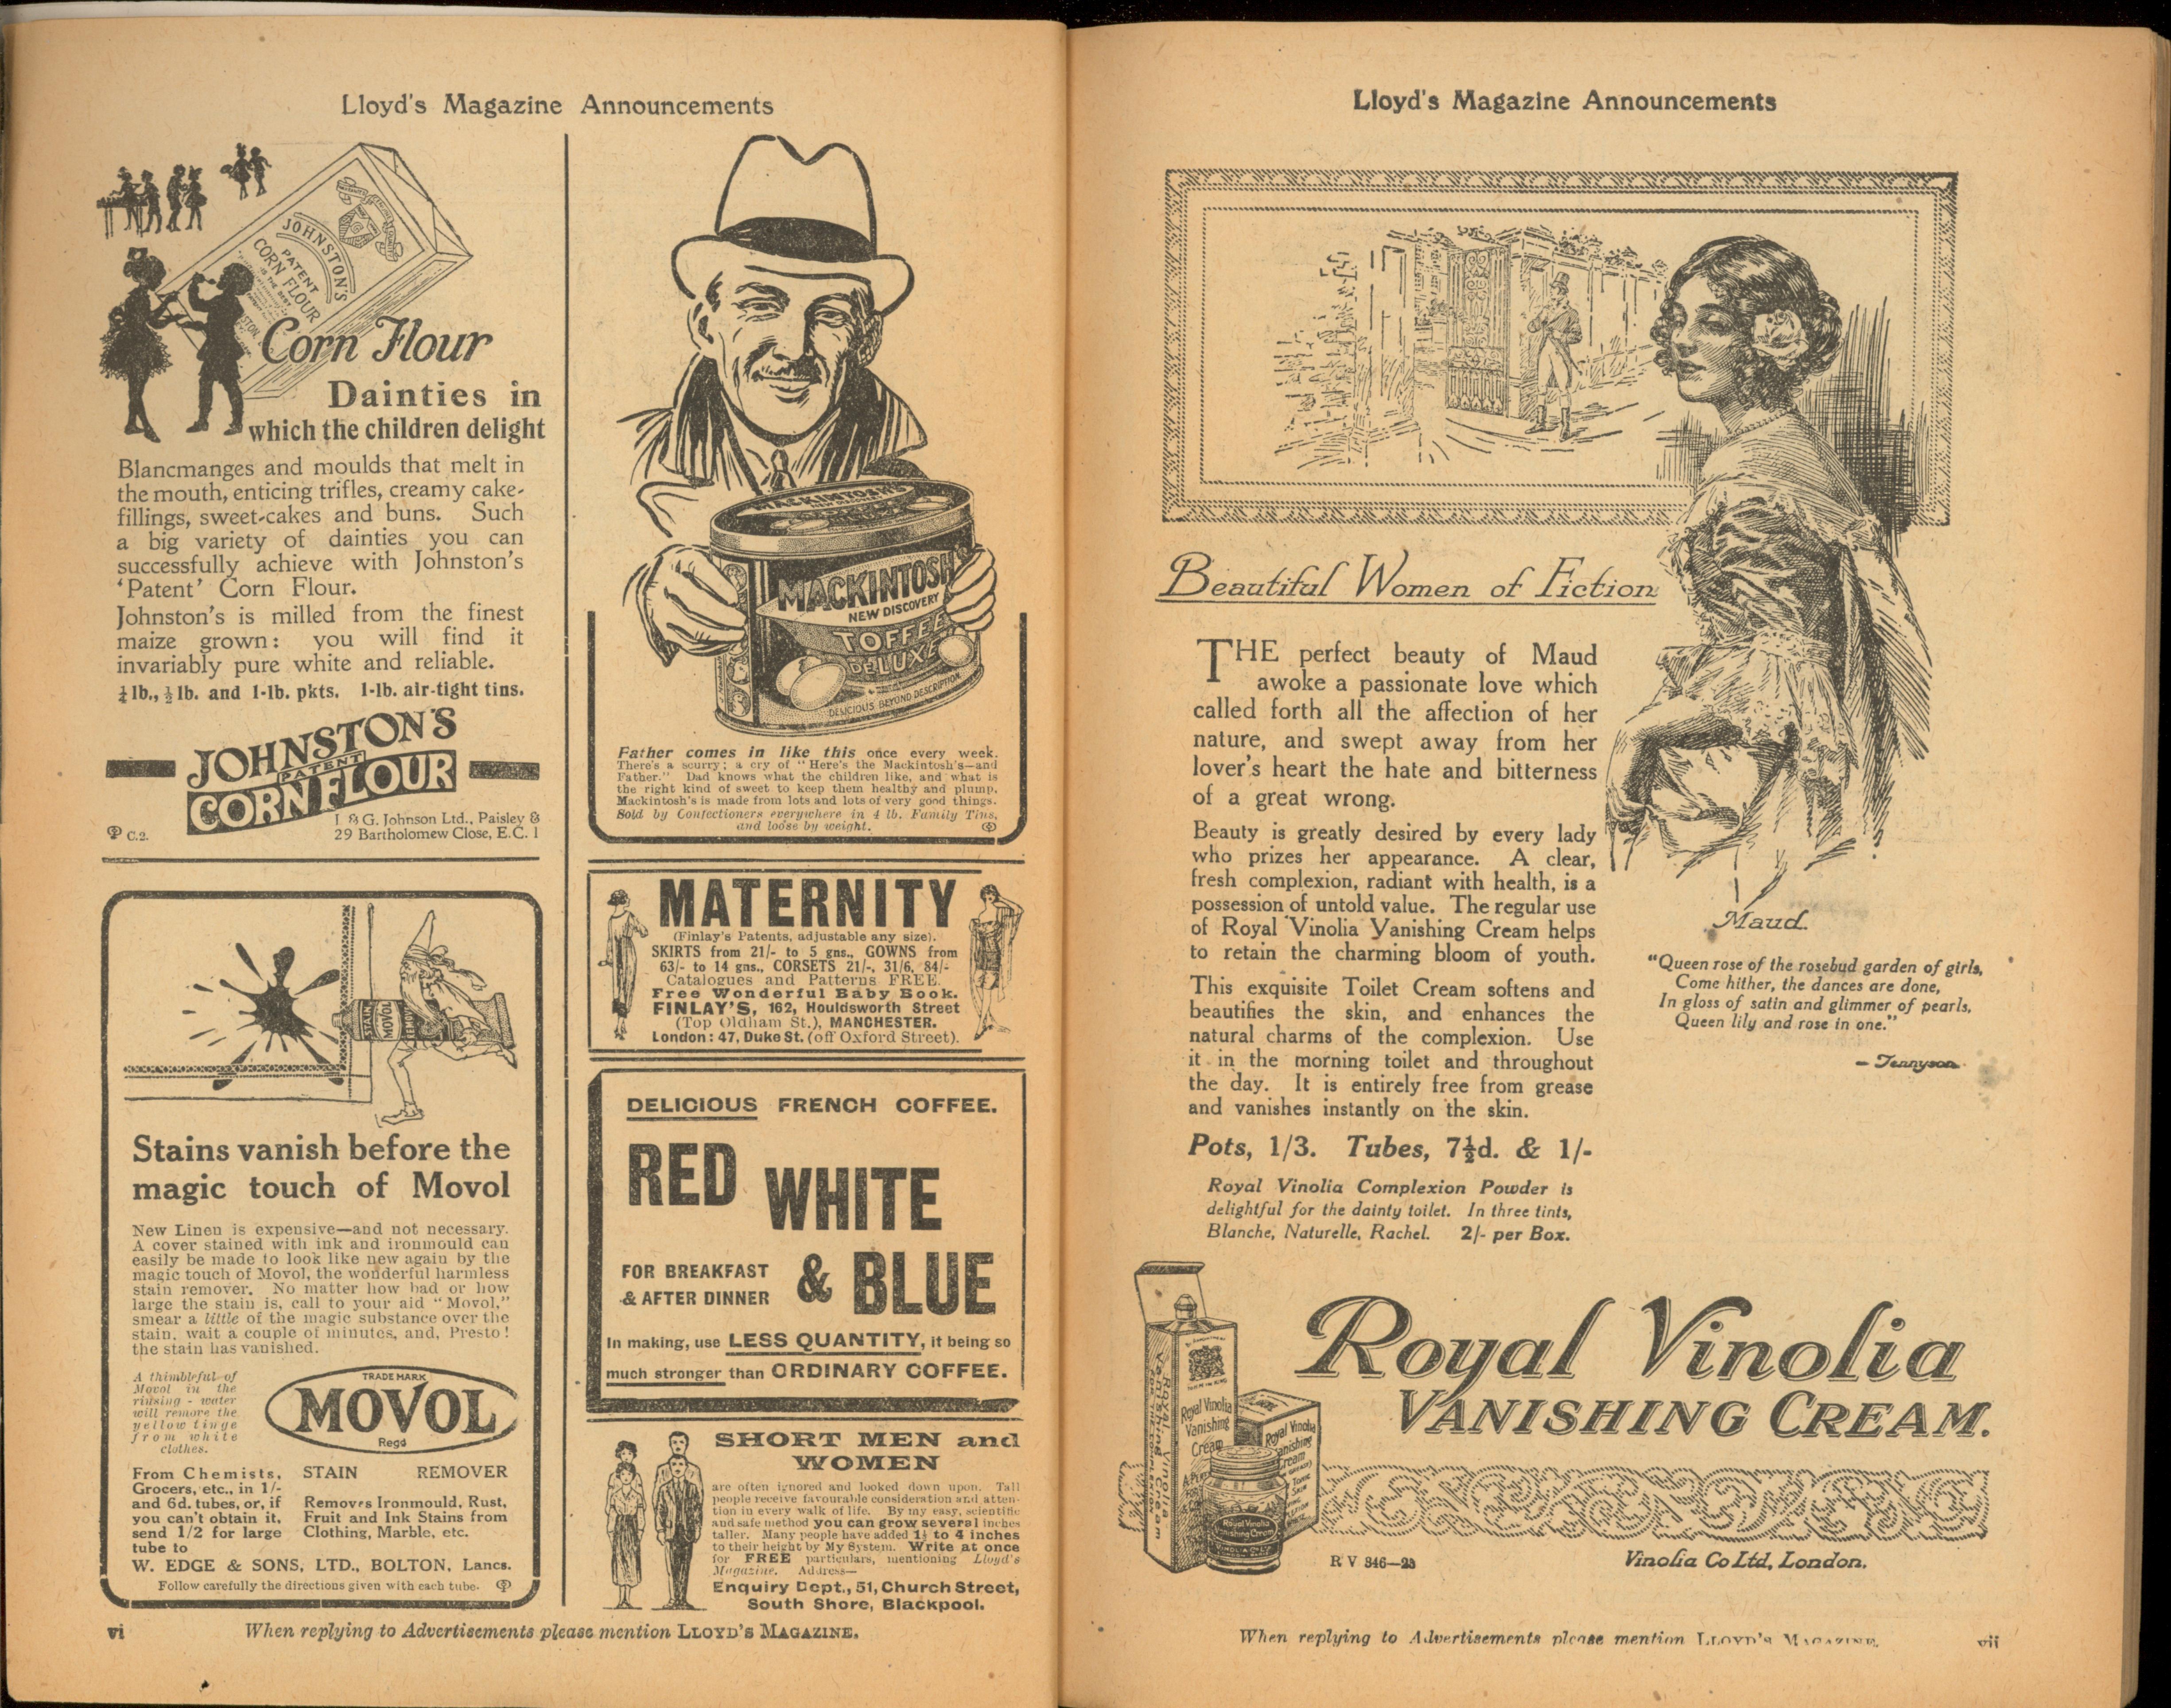 Lloyd's Magazine Announcements
JOHNSTON'S
PATENT
CORN FLOUR
IS THE BEST
Corn Flour
Dainties in
which the children delight
Blancmanges and moulds that melt in
the mouth, enticing trifles, creamy cake-
fillings, sweet-cakes and buns. Such
a big variety of dainties you can
successfully achieve with Johnston's
'Patent' Corn Flour.
Johnston's is milled from the finest
maize grown: you will find it
invariably pure white and reliable.
¼ lb., ½ lb. and 1-lb. pkts. 1-lb. air-tight tins.
JOHNSTON'S
PATENT
CORN FLOUR
I. & G. Johnson Ltd., Paisley &
29 Bartholomew Close, E.C. 1
C.2.
Stains vanish before the
magic touch of Movol
New Linen is expensive—and not necessary.
A cover stained with ink and ironmould can
easily be made to look like new again by the
magic touch of Movol, the wonderful harmless
stain remover. No matter how bad or how
large the stain is, call to your aid "Movol,"
smear a little of the magic substance over the
stain, wait a couple of minutes, and, Presto!
the stain has vanished.
A thimbleful of
Movol in the
rinsing - water
will remove the
yellow tinge
from white
clothes.
TRADE MARK
MOVOL
Regd
STAIN REMOVER
From Chemists,
Grocers, etc., in 1/-
and 6d. tubes, or, if
you can't obtain it,
send 1/2 for large
tube to
Removes Ironmould, Rust,
Fruit and Ink Stains from
Clothing, Marble, etc.
W. EDGE & SONS, LTD., BOLTON, Lancs.
Follow carefully the directions given with each tube.
MACKINTOSH'S
MACKINTOSH'S
NEW DISCOVERY
TOFFEE
DE LUXE
DELICIOUS BEYOND DESCRIPTION
Father comes in like this once every week.
There's a scurry; a cry of "Here's the Mackintosh's—and
Father." Dad knows what the children like, and what is
the right kind of sweet to keep them healthy and plump.
Mackintosh's is made from lots and lots of very good things.
Sold by Confectioners everywhere in 4 lb. Family Tins,
and loose by weight.
MATERNITY
(Finlay's Patents, adjustable any size).
SKIRTS from 21/- to 5 gns., GOWNS from
63/- to 14 gns., CORSETS 21/-, 31/6, 84/-
Catalogues and Patterns FREE.
Free Wonderful Baby Book.
FINLAY'S, 162, Houldsworth Street
(Top Oldham St.), MANCHESTER.
London: 47, Duke St. (off Oxford Street).
DELICIOUS FRENCH COFFEE.
RED
WHITE
& BLUE
FOR BREAKFAST
& AFTER DINNER
In making, use LESS QUANTITY, it being so
much stronger than ORDINARY COFFEE.
SHORT MEN and
WOMEN
are often ignored and looked down upon. Tall
people receive favourable consideration and atten-
tion in every walk of life. By my easy, scientific
and safe method you can grow several inches
taller. Many people have added 1½ to 4 inches
to their height by My System. Write at once
for FREE particulars, mentioning Lloyd's
Magazine. Address—
Enquiry Dept., 51, Church Street,
South Shore, Blackpool.
vi
When replying to Advertisements please mention LLOYD'S MAGAZINE.
Lloyd's Magazine Announcements
Beautiful Women of Fiction
THE perfect beauty of Maud
awoke a passionate love which
called forth all the affection of her
nature, and swept away from her
lover's heart the hate and bitterness
of a great wrong.
Beauty is greatly desired by every lady
who prizes her appearance. A clear,
fresh complexion, radiant with health, is a
possession of untold value. The regular use
of Royal Vinolia Vanishing Cream helps
to retain the charming bloom of youth.
This exquisite Toilet Cream softens and
beautifies the skin, and enhances the
natural charms of the complexion. Use
it in the morning toilet and throughout
the day. It is entirely free from grease
and vanishes instantly on the skin.
Pots, 1/3. Tubes, 7½d. & 1/-
Royal Vinolia Complexion Powder is
delightful for the dainty toilet. In three tints,
Blanche, Naturelle, Rachel. 2/- per Box.
Maud.
"Queen rose of the rosebud garden of girls,
Come hither, the dances are done,
In gloss of satin and glimmer of pearls,
Queen lily and rose in one."
— Tennyson
Royal Vinolia
VANISHING CREAM.
Royal Vinolia
Vanishing
Cream
Royal Vinolia
Vanishing
Cream
Royal Vinolia
Vanishing Cream
R V 346—23
Vinolia Co Ltd, London.
When replying to Advertisements please mention LLOYD'S MAGAZINE.
vii